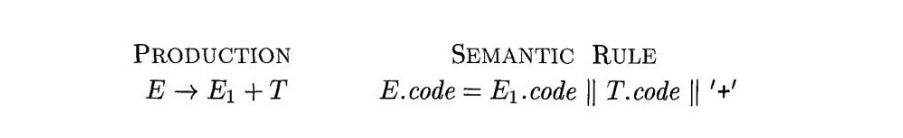 PRODUCTION SEMANTIC RULE
E → E₁ + T E.code = E₁.code || T.code || '+'